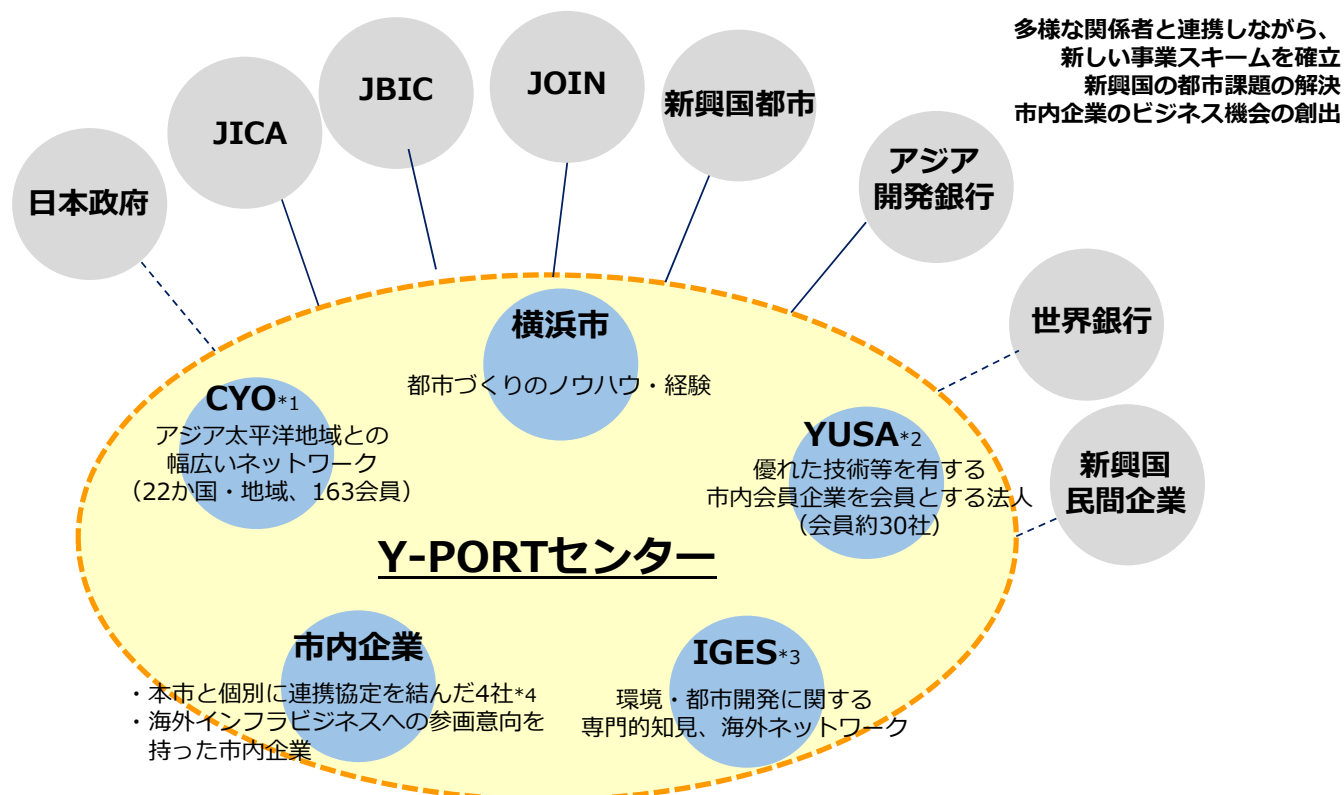 多様な関係者と連携しながら、
新しい事業スキームを確立
新興国の都市課題の解決
市内企業のビジネス機会の創出
日本政府
JICA
JBIC
JOIN
新興国都市
アジア
開発銀行
世界銀行
新興国
民間企業
横浜市
都市づくりのノウハウ・経験
CYO*1
アジア太平洋地域との
幅広いネットワーク
（22か国・地域、163会員）
YUSA*2
優れた技術等を有する
市内会員企業を会員とする法人
（会員約30社）
Y-PORTセンター
市内企業
・本市と個別に連携協定を結んだ4社*4
・海外インフラビジネスへの参画意向を
持った市内企業
IGES*3
環境・都市開発に関する
専門的知見、海外ネットワーク